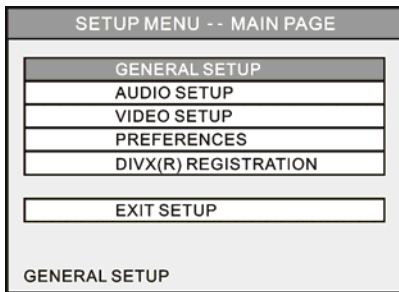 SETUP MENU - - MAIN PAGE
GENERAL SETUP
AUDIO SETUP
VIDEO SETUP
PREFERENCES
DIVX(R) REGISTRATION
EXIT SETUP
GENERAL SETUP